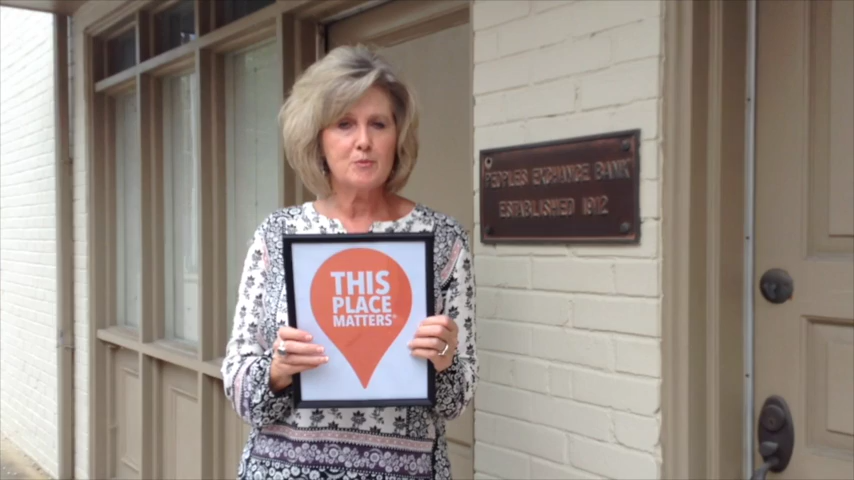 THIS
PLACE
MATTERS®
PEOPLES EXCHANGE BANK
ESTABLISHED 1912